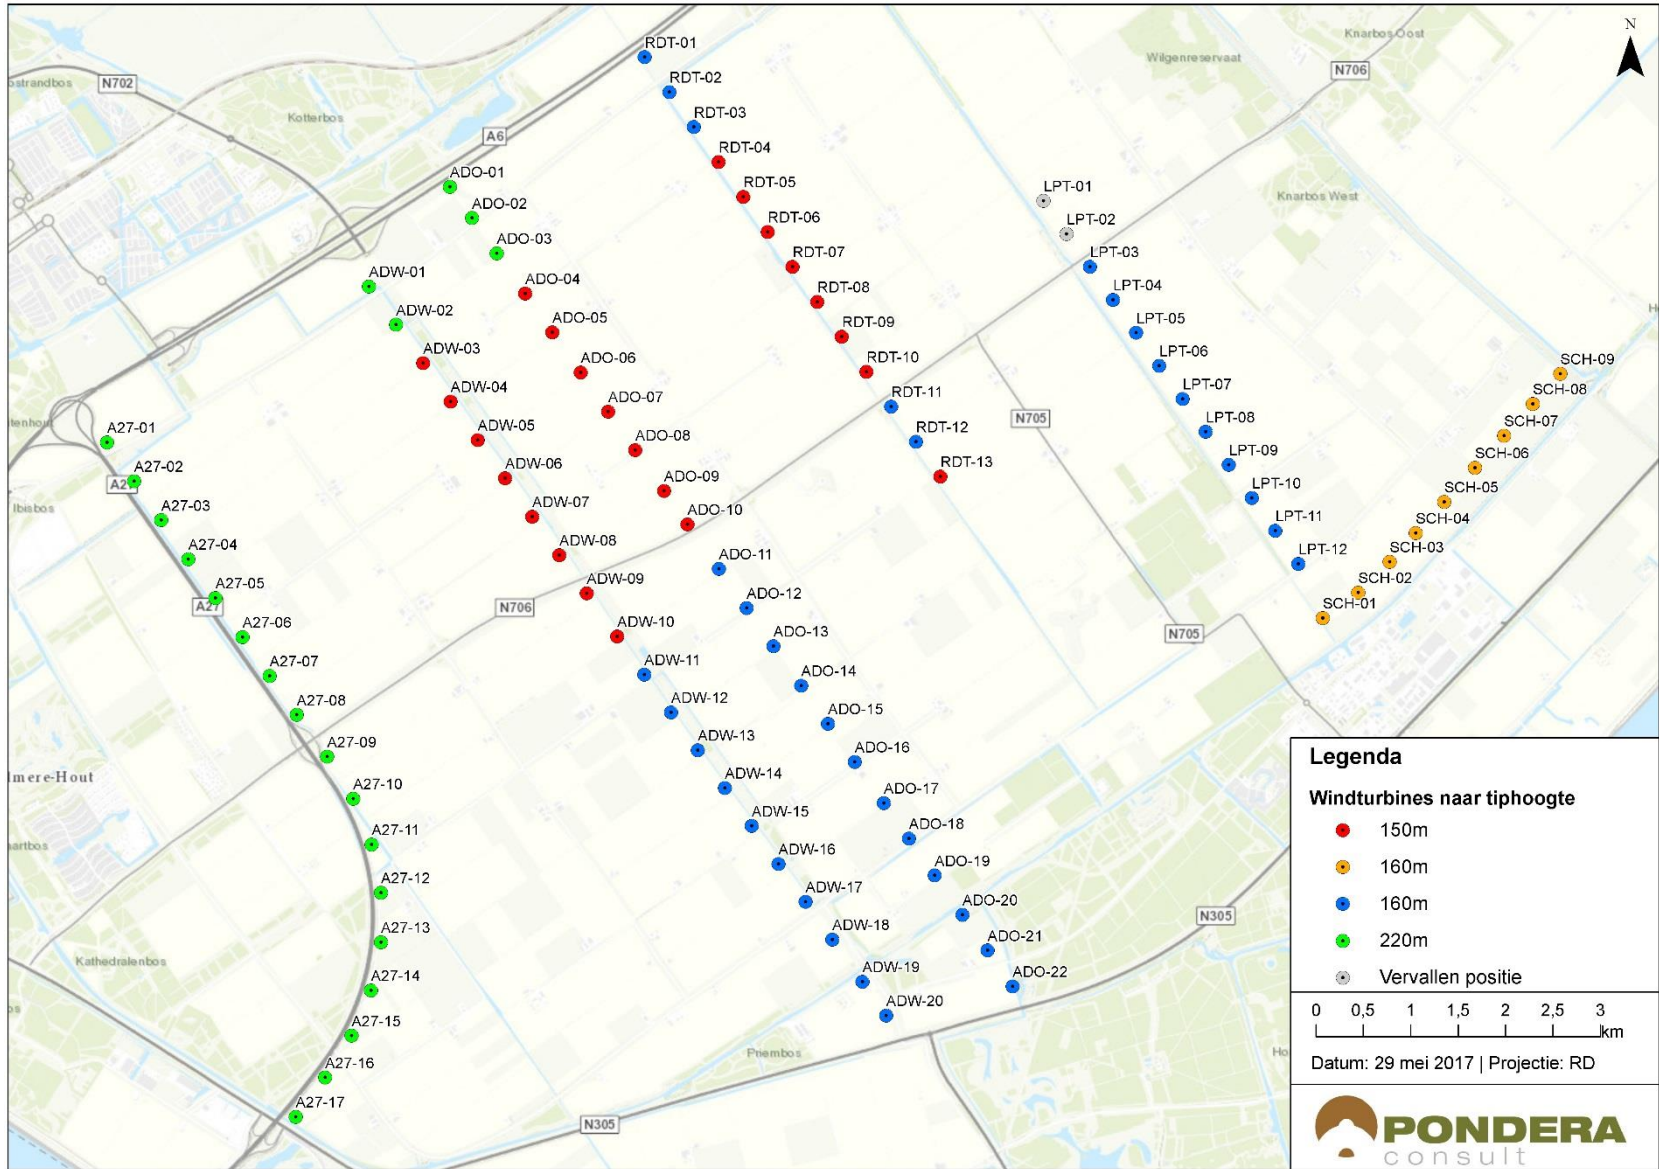 N
RDT-01
RDT-02
RDT-03
RDT-04
RDT-05
RDT-06
RDT-07
RDT-08
RDT-09
RDT-10
RDT-11
RDT-12
RDT-13
Knarbos Oost
Wilgenreservaat
N706
N702
Kotterbos
A6
ADO-01
ADO-02
ADO-03
ADO-04
ADO-05
ADO-06
ADO-07
ADO-08
ADO-09
ADO-10
ADO-11
ADO-12
ADO-13
ADO-14
ADO-15
ADO-16
ADO-17
ADO-18
ADO-19
ADO-20
ADO-21
ADO-22
Knarbos West
LPT-01
LPT-02
LPT-03
LPT-04
LPT-05
LPT-06
LPT-07
LPT-08
LPT-09
LPT-10
LPT-11
LPT-12
ADW-01
ADW-02
ADW-03
ADW-04
ADW-05
ADW-06
ADW-07
ADW-08
ADW-09
ADW-10
ADW-11
ADW-12
ADW-13
ADW-14
ADW-15
ADW-16
ADW-17
ADW-18
ADW-19
ADW-20
SCH-09
SCH-08
SCH-07
SCH-06
SCH-05
SCH-04
SCH-03
SCH-02
SCH-01
N705
N705
N706
A27-01
A27-02
A27
A27-03
Ibisbos
A27-04
A27-05
A27
A27-06
A27-07
A27-08
A27-09
lmere-Hout
A27-10
A27-11
A27-12
A27-13
Kathedralenbos
A27-14
A27-15
A27-16
A27-17
Priembos
N305
N305
Legenda
Windturbines naar tiphoogte
150m
160m
160m
220m
Vervallen positie
0 0,5 1 1,5 2 2,5 3
km
Datum: 29 mei 2017 | Projectie: RD
PONDERA
consult